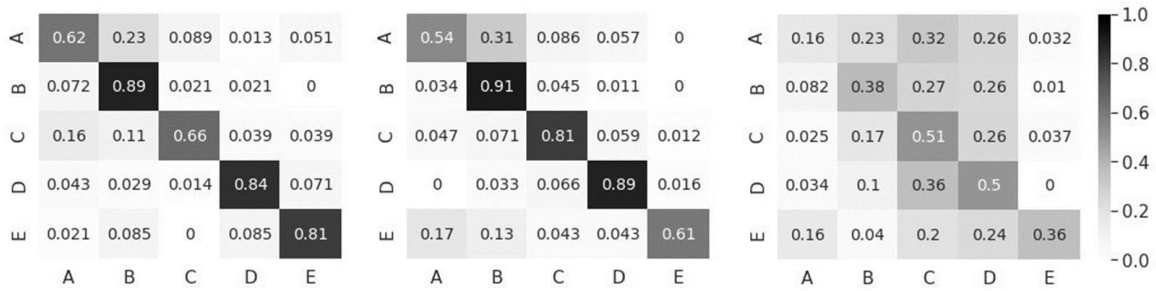 A 0.62 0.23 0.089 0.013 0.051
B 0.072 0.89 0.021 0.021 0
C 0.16 0.11 0.66 0.039 0.039
D 0.043 0.029 0.014 0.84 0.071
E 0.021 0.085 0 0.085 0.81
A B C D E
A 0.54 0.31 0.086 0.057 0
B 0.034 0.91 0.045 0.011 0
C 0.047 0.071 0.81 0.059 0.012
D 0 0.033 0.066 0.89 0.016
E 0.17 0.13 0.043 0.043 0.61
A B C D E
A 0.16 0.23 0.32 0.26 0.032
B 0.082 0.38 0.27 0.26 0.01
C 0.025 0.17 0.51 0.26 0.037
D 0.034 0.1 0.36 0.5 0
E 0.16 0.04 0.2 0.24 0.36
A B C D E
1.0
0.8
0.6
0.4
0.2
0.0